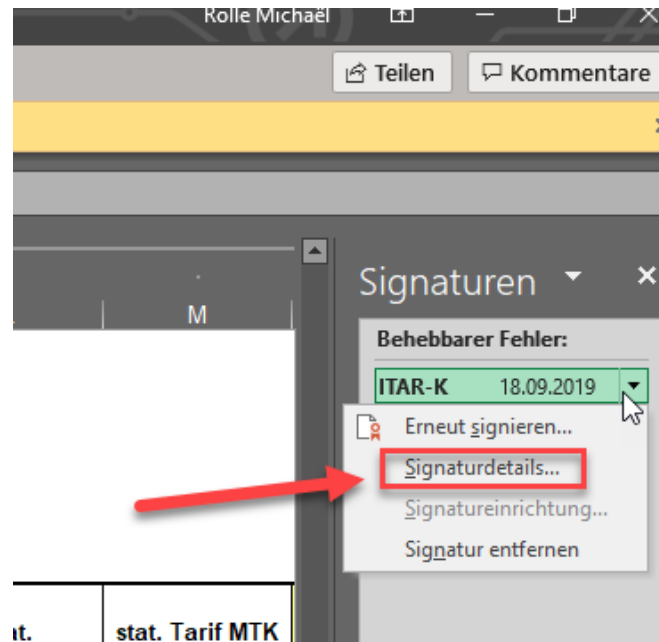 Rolle Michaël
Teilen Kommentare
Signaturen
M
Behebbarer Fehler:
ITAR-K 18.09.2019
Erneut signieren...
Signaturdetails...
Signatureinrichtung...
Signatur entfernen
stat. Tarif MTK